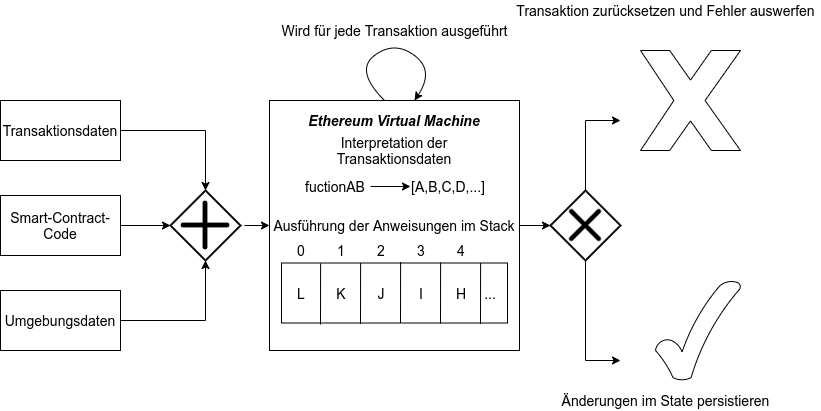 Transaktion zurücksetzen und Fehler auswerfen
Wird für jede Transaktion ausgeführt
Transaktionsdaten
Smart-Contract-
Code
Umgebungsdaten
Ethereum Virtual Machine
Interpretation der
Transaktionsdaten
fuctionAB [A,B,C,D,...]
Ausführung der Anweisungen im Stack
0 1 2 3 4
L K J I H ...
Änderungen im State persistieren